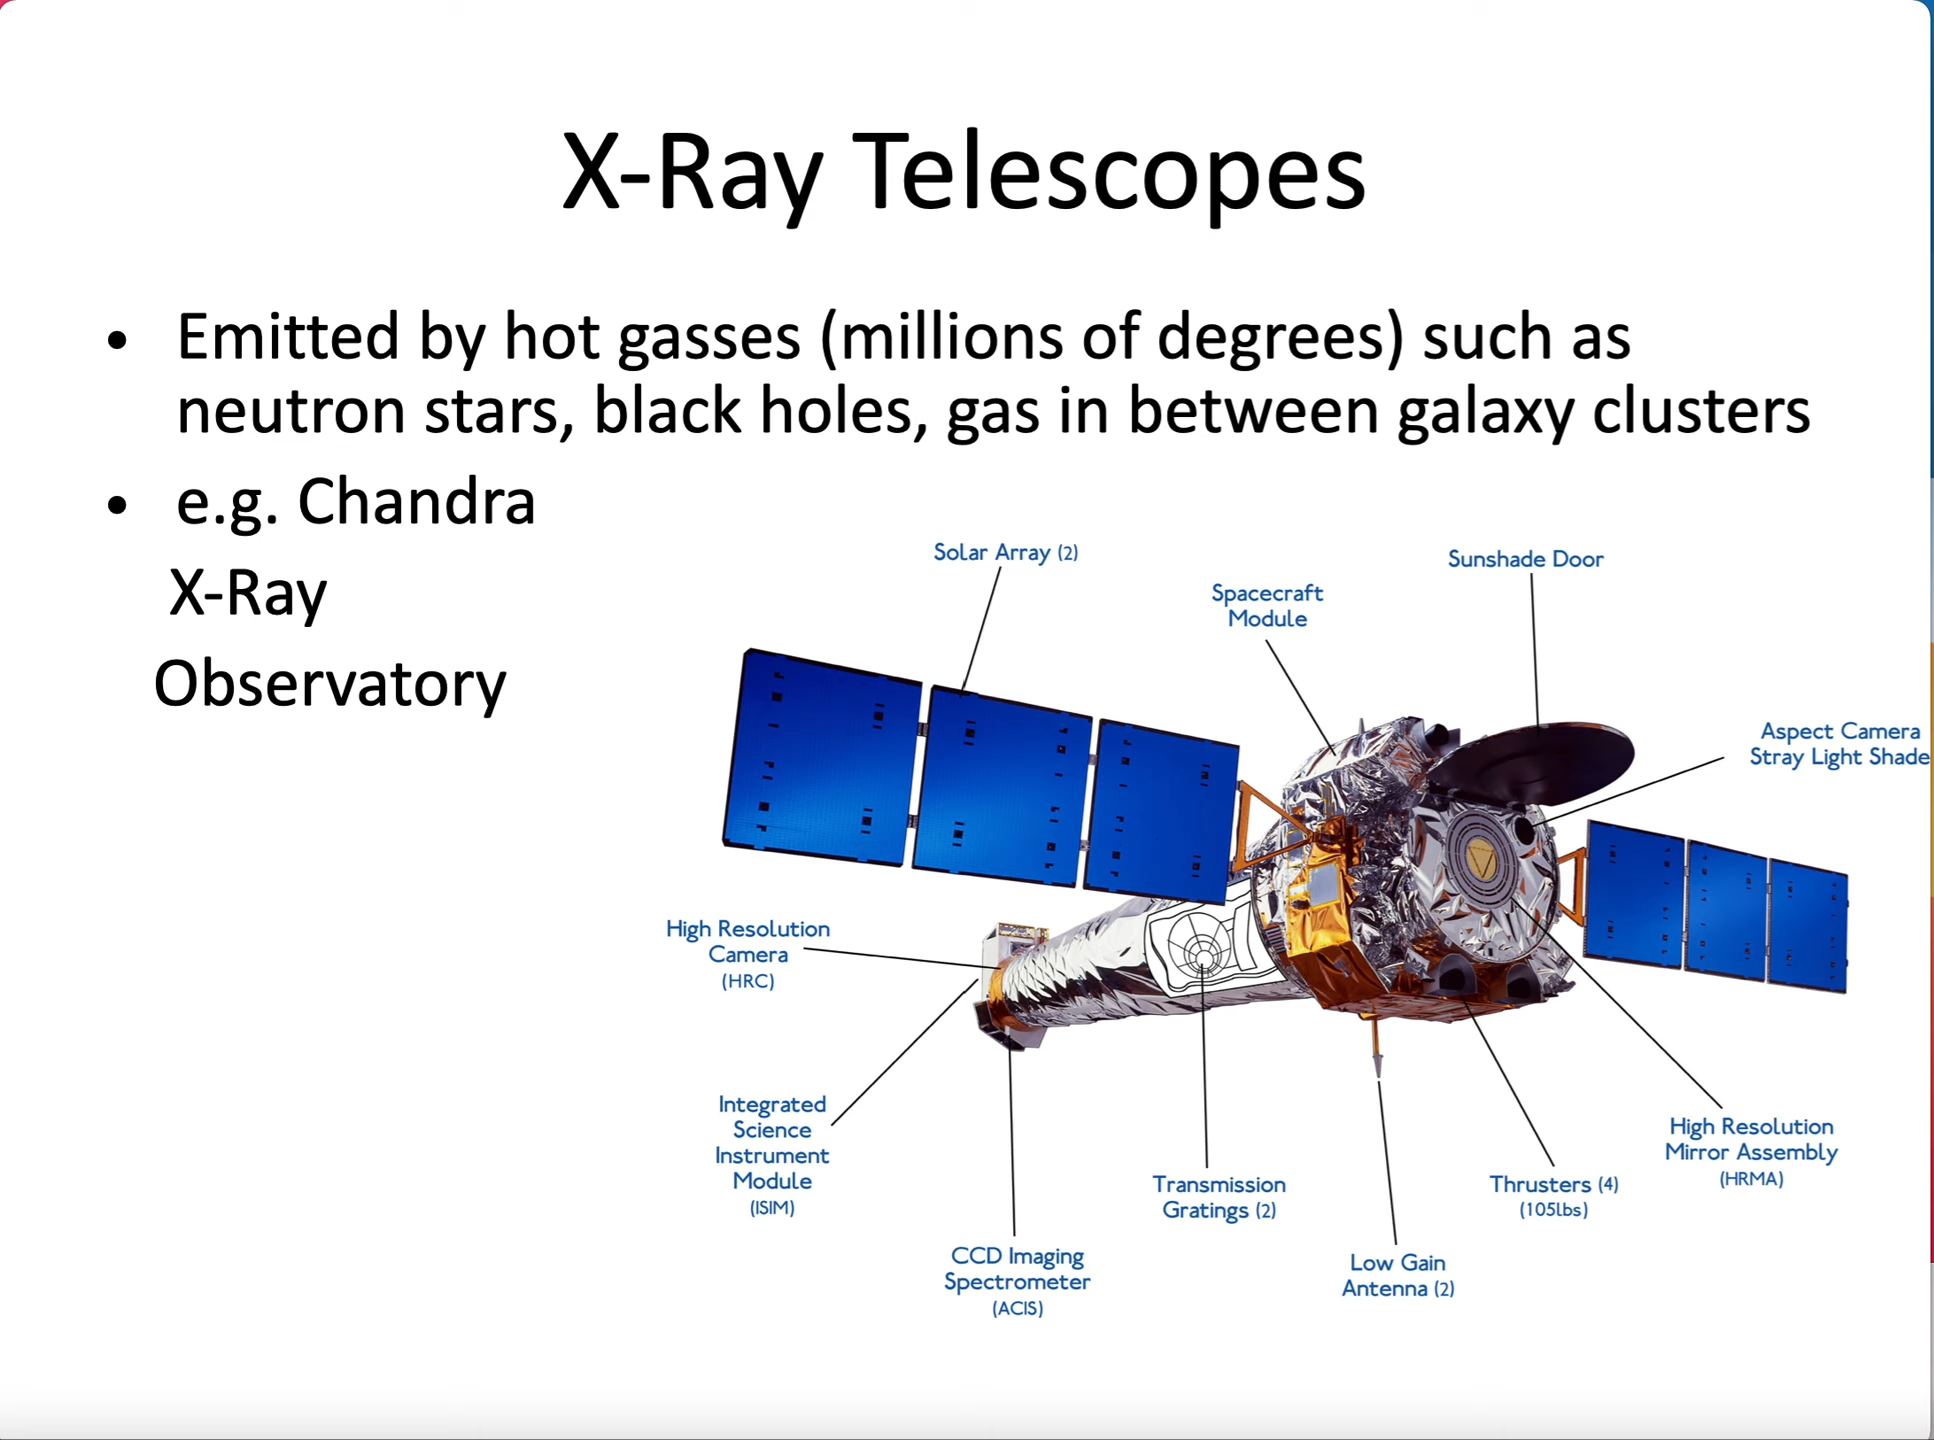 X-Ray Telescopes
• Emitted by hot gasses (millions of degrees) such as
neutron stars, black holes, gas in between galaxy clusters
• e.g. Chandra
X-Ray
Observatory
Solar Array (2)
Spacecraft
Module
Sunshade Door
Aspect Camera
Stray Light Shade
High Resolution
Camera
(HRC)
Integrated
Science
Instrument
Module
(ISIM)
CCD Imaging
Spectrometer
(ACIS)
Transmission
Gratings (2)
Low Gain
Antenna (2)
Thrusters (4)
(105lbs)
High Resolution
Mirror Assembly
(HRMA)